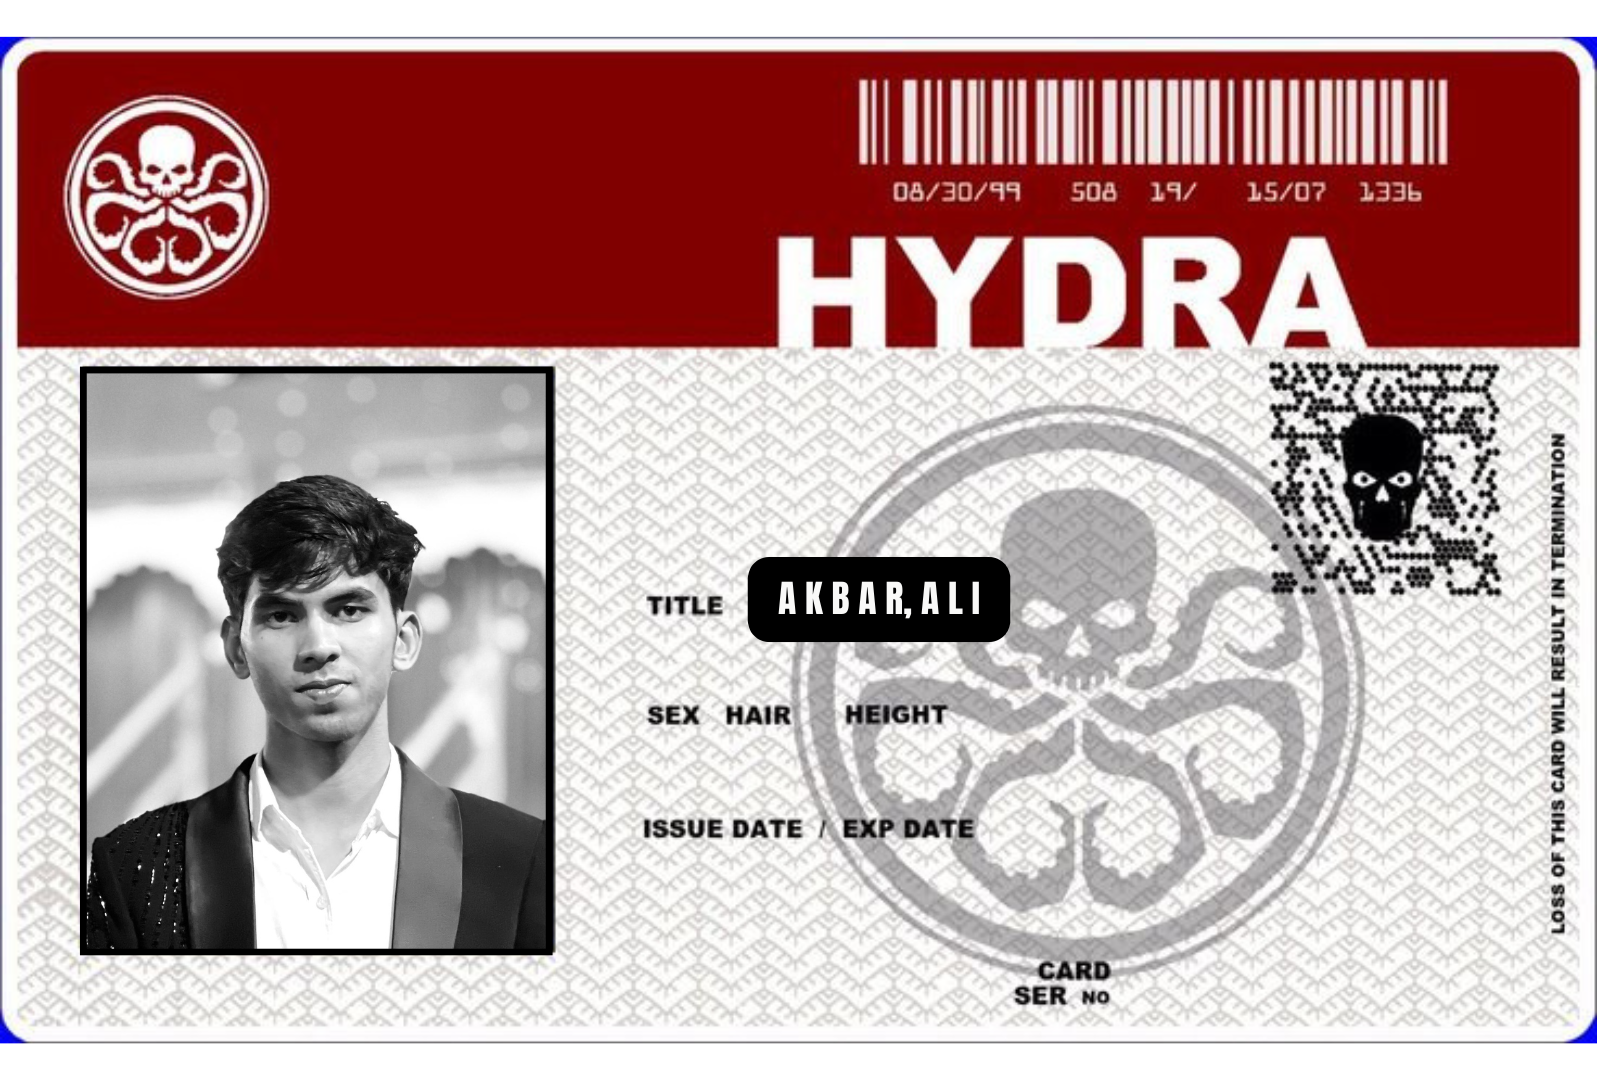 08/30/99 508 19/ 15/07 1336
HYDRA
TITLE AKBAR, ALI
SEX HAIR HEIGHT
ISSUE DATE / EXP DATE
CARD
SER NO
LOSS OF THIS CARD WILL RESULT IN TERMINATION